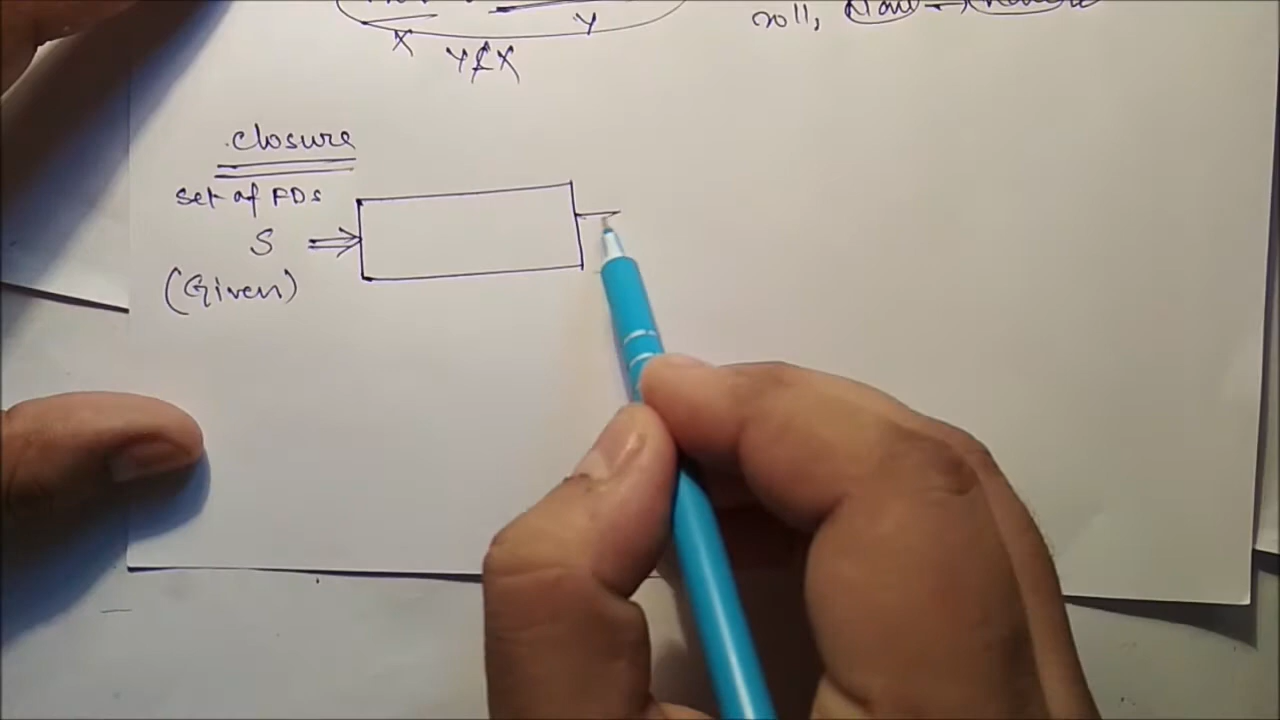 X Y
Y⊄X
roll,
closure
set of FDs
S
(Given)